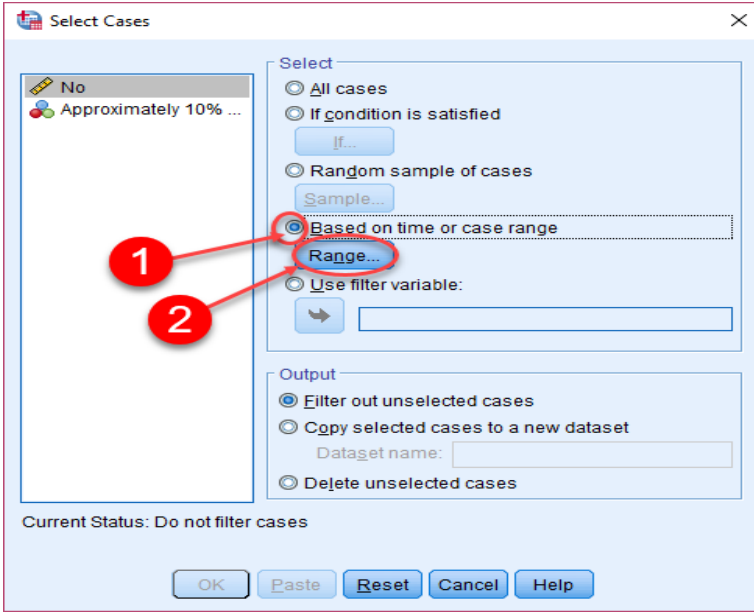 Select Cases
No
Approximately 10% ...
Select
All cases
If condition is satisfied
If...
Random sample of cases
Sample...
Based on time or case range
Range...
Use filter variable:
1
2
Output
Filter out unselected cases
Copy selected cases to a new dataset
Dataset name:
Delete unselected cases
Current Status: Do not filter cases
OK Paste Reset Cancel Help